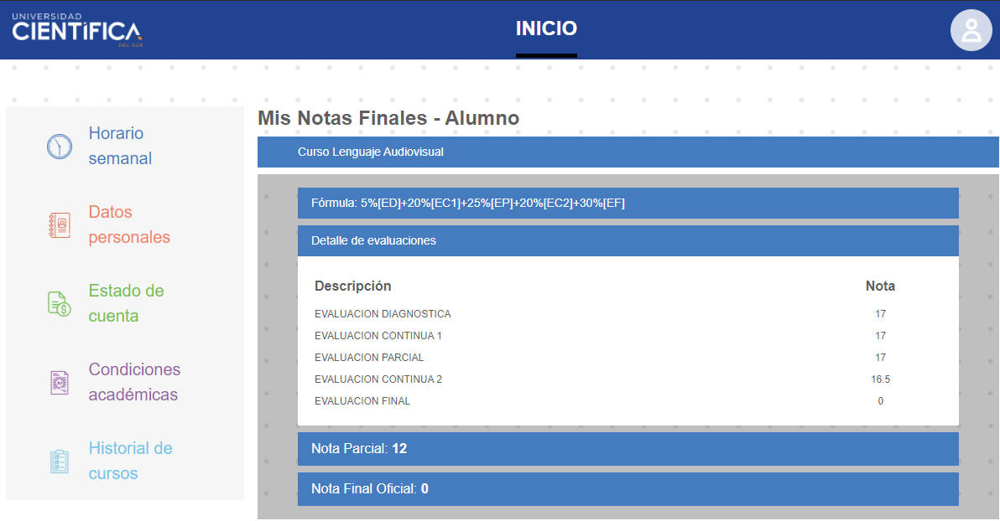 UNIVERSIDAD
CIENTÍFICA
DEL SUR
INICIO
Horario
semanal
Datos
personales
Estado de
cuenta
Condiciones
académicas
Historial de
cursos
Mis Notas Finales - Alumno
Curso Lenguaje Audiovisual
Fórmula: 5%[ED]+20%[EC1]+25%[EP]+20%[EC2]+30%[EF]
Detalle de evaluaciones
Descripción Nota
EVALUACION DIAGNOSTICA 17
EVALUACION CONTINUA 1 17
EVALUACION PARCIAL 17
EVALUACION CONTINUA 2 16.5
EVALUACION FINAL 0
Nota Parcial: 12
Nota Final Oficial: 0